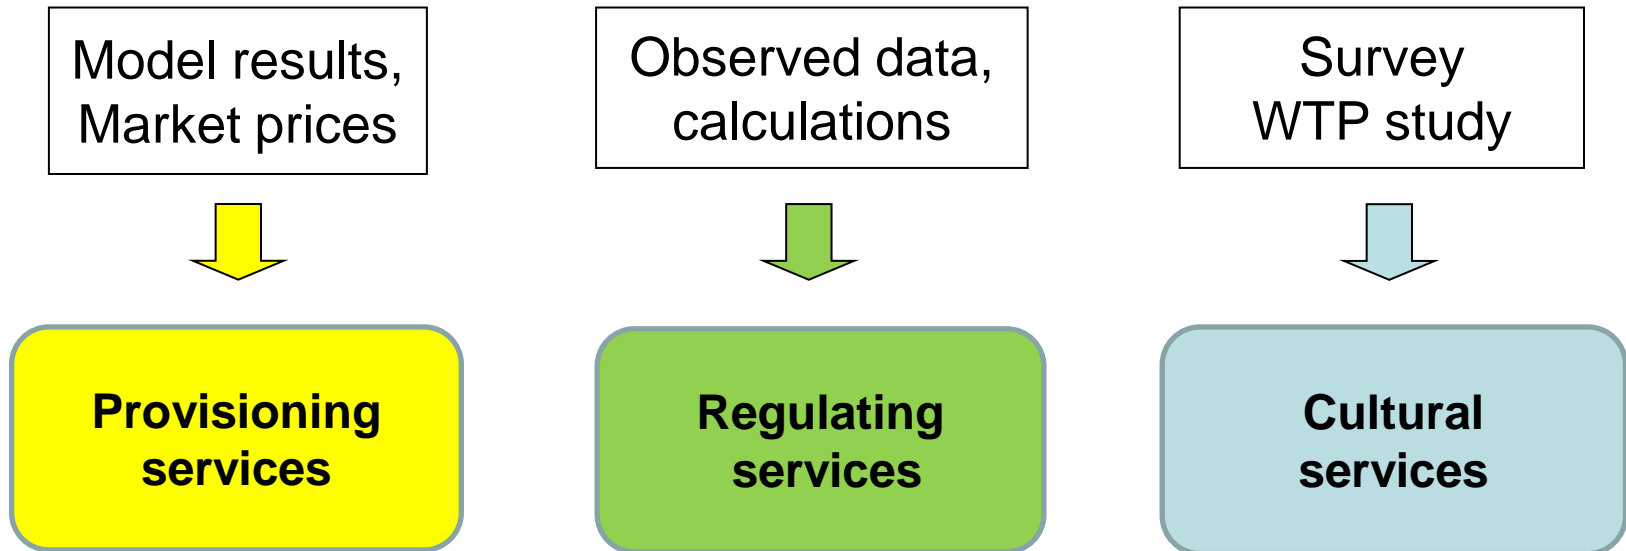 Model results,
Market prices
Observed data,
calculations
Survey
WTP study
Provisioning
services
Regulating
services
Cultural
services